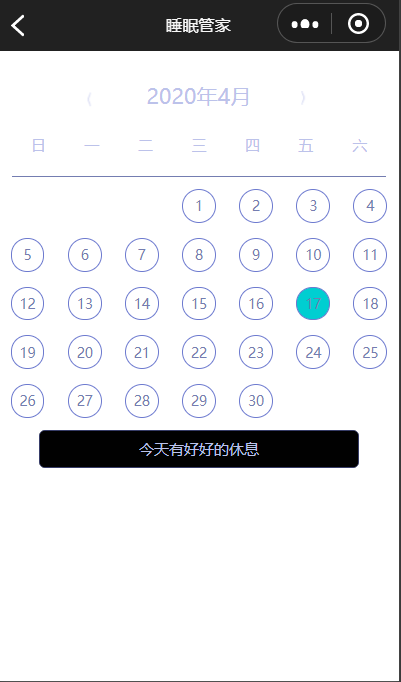 睡眠管家
⟨ 2020年4月 ⟩
日 一 二 三 四 五 六
1 2 3 4
5 6 7 8 9 10 11
12 13 14 15 16 17 18
19 20 21 22 23 24 25
26 27 28 29 30
今天有好好的休息